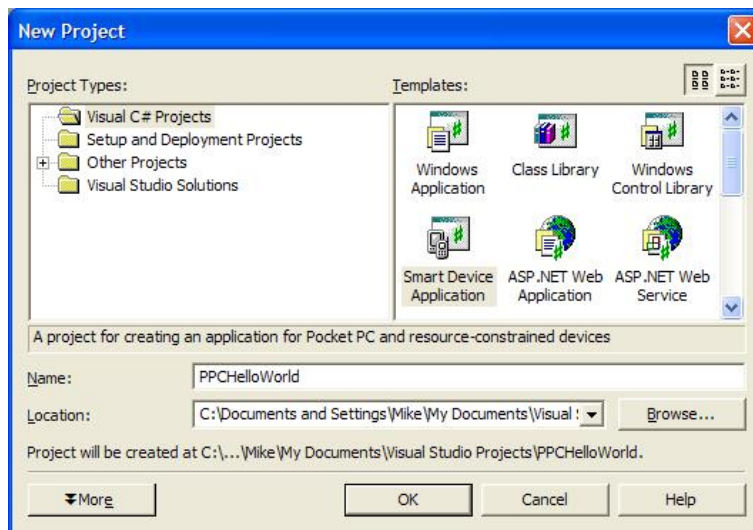 New Project
Project Types:
Templates:
Visual C# Projects
Setup and Deployment Projects
Other Projects
Visual Studio Solutions
Windows Application
Class Library
Windows Control Library
Smart Device Application
ASP.NET Web Application
ASP.NET Web Service
A project for creating an application for Pocket PC and resource-constrained devices
Name:
PPCHelloWorld
Location:
C:\Documents and Settings\Mike\My Documents\Visual
Browse...
Project will be created at C:\...\Mike\My Documents\Visual Studio Projects\PPCHelloWorld.
More
OK
Cancel
Help